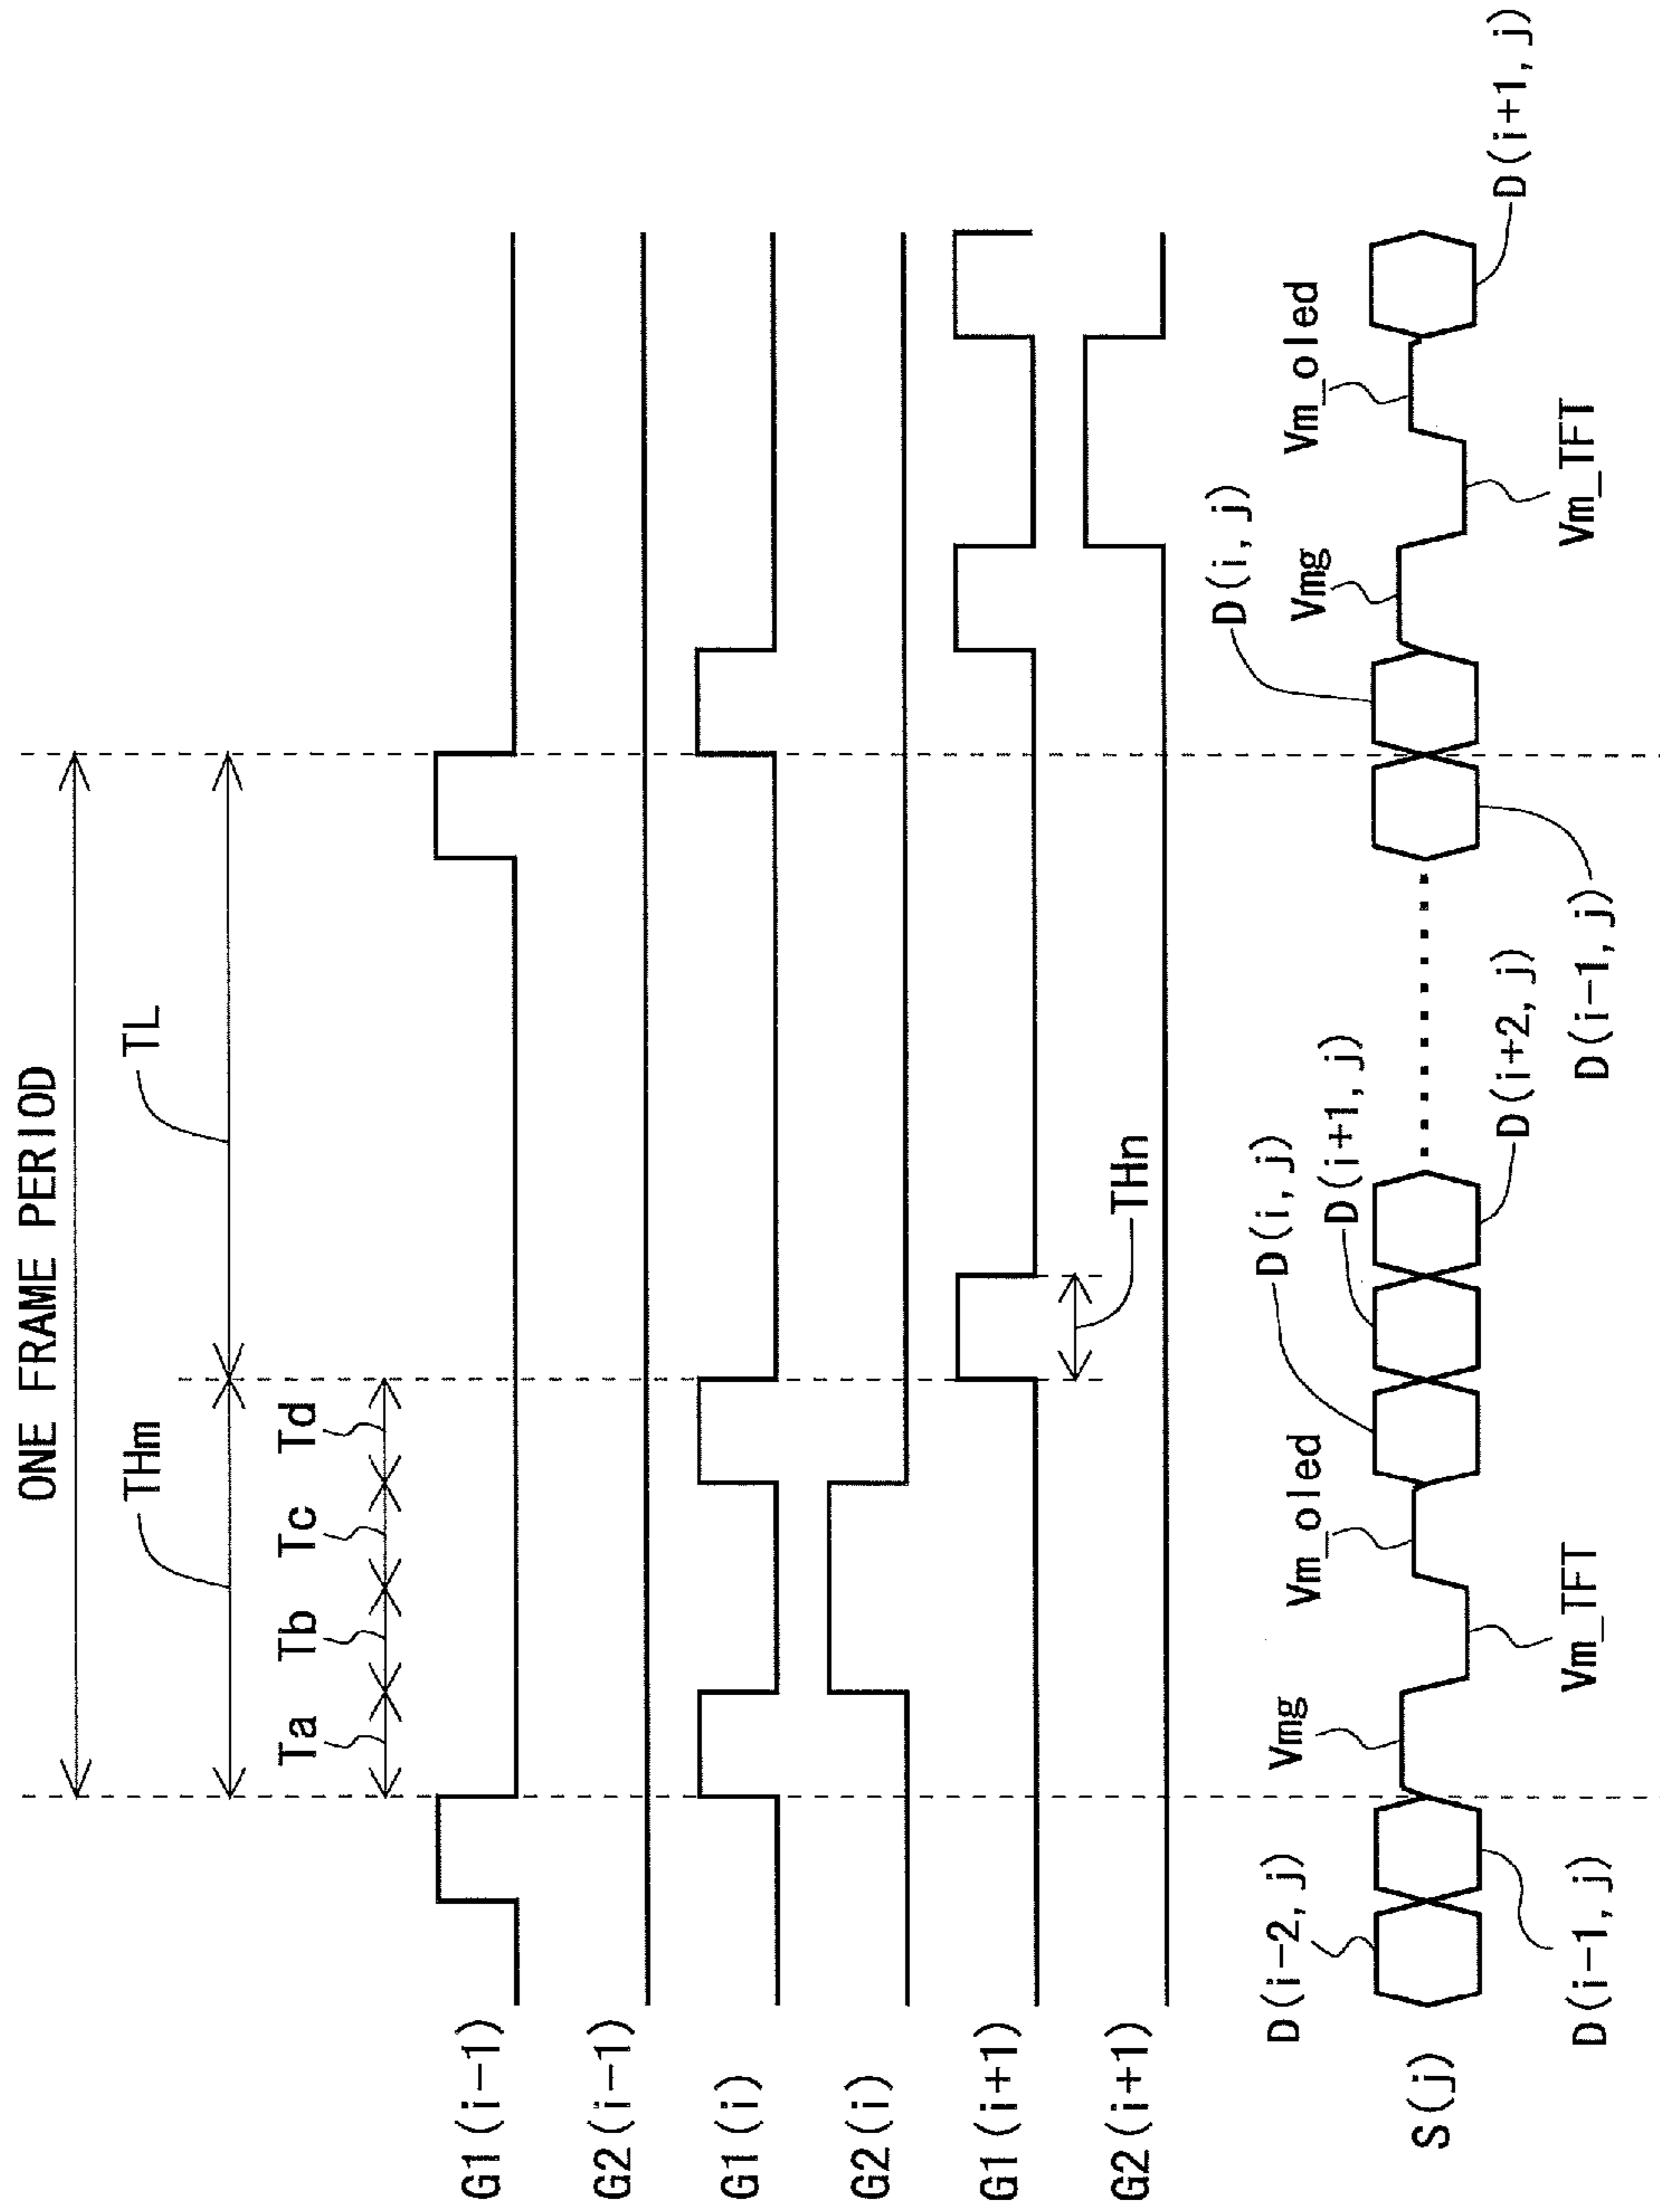 ONE FRAME PERIOD
THm
TL
Ta
Tb
Tc
Td
G1(i-1)
G2(i-1)
G1(i)
G2(i)
G1(i+1)
THn
G2(i+1)
D(i-2, j)
Vmg
Vm_oled
D(i, j)
D(i+1, j)
D(i, j)
Vmg
Vm_oled
S(j)
D(i-1, j)
Vm_TFT
D(i+2, j)
D(i-1, j)
Vm_TFT
D(i+1, j)